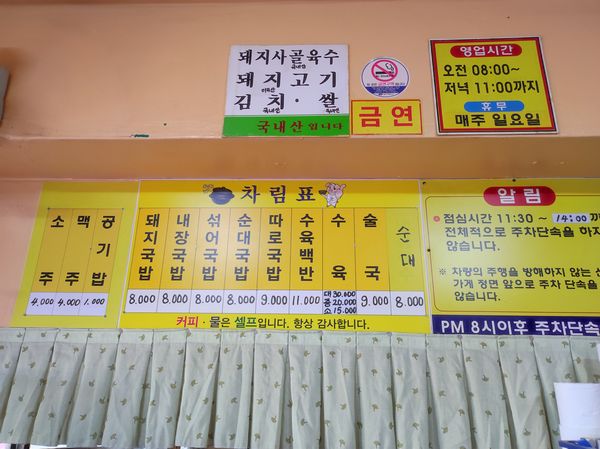 돼지사골육수
국내산
돼지고기
김치·쌀
국내산
국내산입니다
금연
영업시간
오전 08:00~
저녁 11:00까지
휴무
매주 일요일
소주 4,000
맥주 4,000
공기밥 1,000
차림표
돼지국밥 8.000
내장국밥 8.000
섞어국밥 8.000
순대국밥 8.000
따로국밥 9.000
수육백반 11.000
수육 대 30.000 중 20.000 소 15.000
술국 9.000
순대 8.000
커피·물은 셀프입니다. 항상 감사합니다.
알림
점심시간 11:30 ~ 14:00 까
전체적으로 주차단속을 하지
않습니다.
※ 차량의 주행을 방해하지 않는 선
가게 정면 앞으로 주차 단속을
않습니다.
PM 8시이후 주차단속